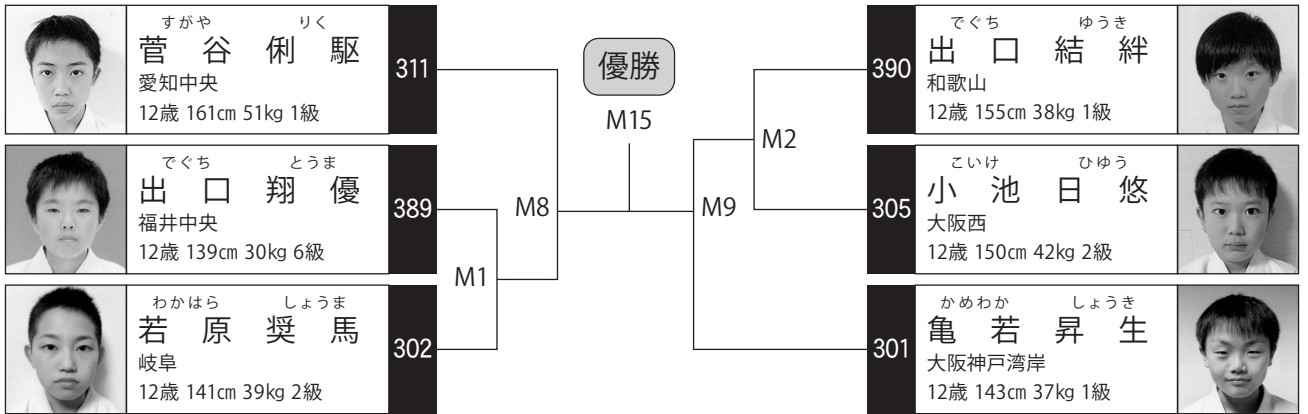 すがや りく
菅谷 俐駆
愛知中央
12歳 161cm 51kg 1級
311
でぐち とうま
出口 翔優
福井中央
12歳 139cm 30kg 6級
389
わかはら しょうま
若原 奨馬
岐阜
12歳 141cm 39kg 2級
302
M1
M8
優勝
M15
M9
M2
でぐち ゆうき
出口 結絆
和歌山
12歳 155cm 38kg 1級
390
こいけ ひゆう
小池 日悠
大阪西
12歳 150cm 42kg 2級
305
かめわか しょうき
亀若 昇生
大阪神戸湾岸
12歳 143cm 37kg 1級
301